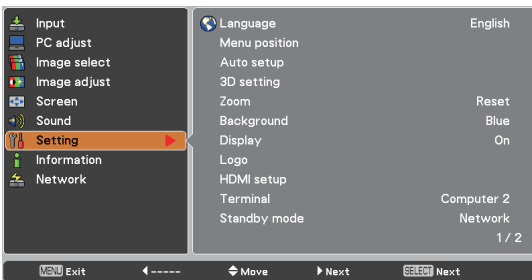 Input
PC adjust
Image select
Image adjust
Screen
Sound
Setting
Information
Network
Language English
Menu position
Auto setup
3D setting
Zoom Reset
Background Blue
Display On
Logo
HDMI setup
Terminal Computer 2
Standby mode Network
1 / 2
MENU Exit ----- Move Next SELECT Next